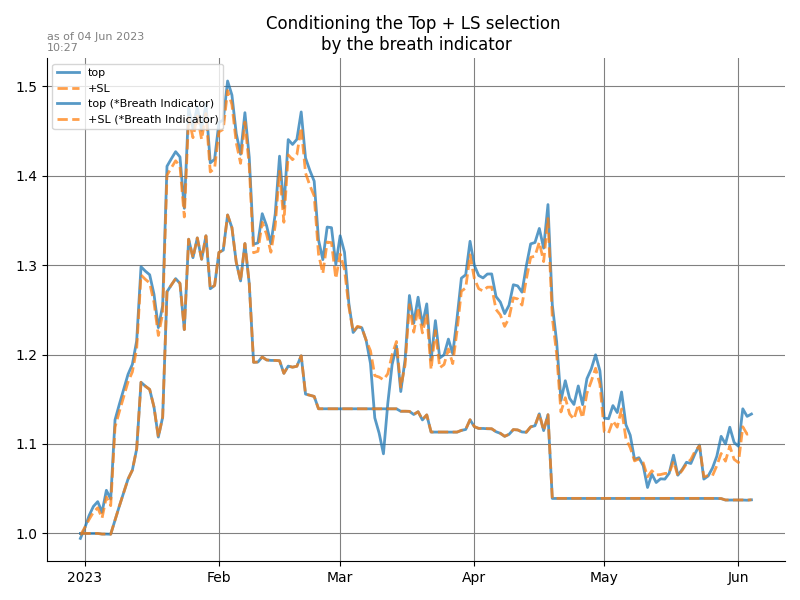 Conditioning the Top + LS selection
by the breath indicator
as of 04 Jun 2023
10:27
top
+SL
top (*Breath Indicator)
+SL (*Breath Indicator)
1.5
1.4
1.3
1.2
1.1
1.0
2023 Feb Mar Apr May Jun